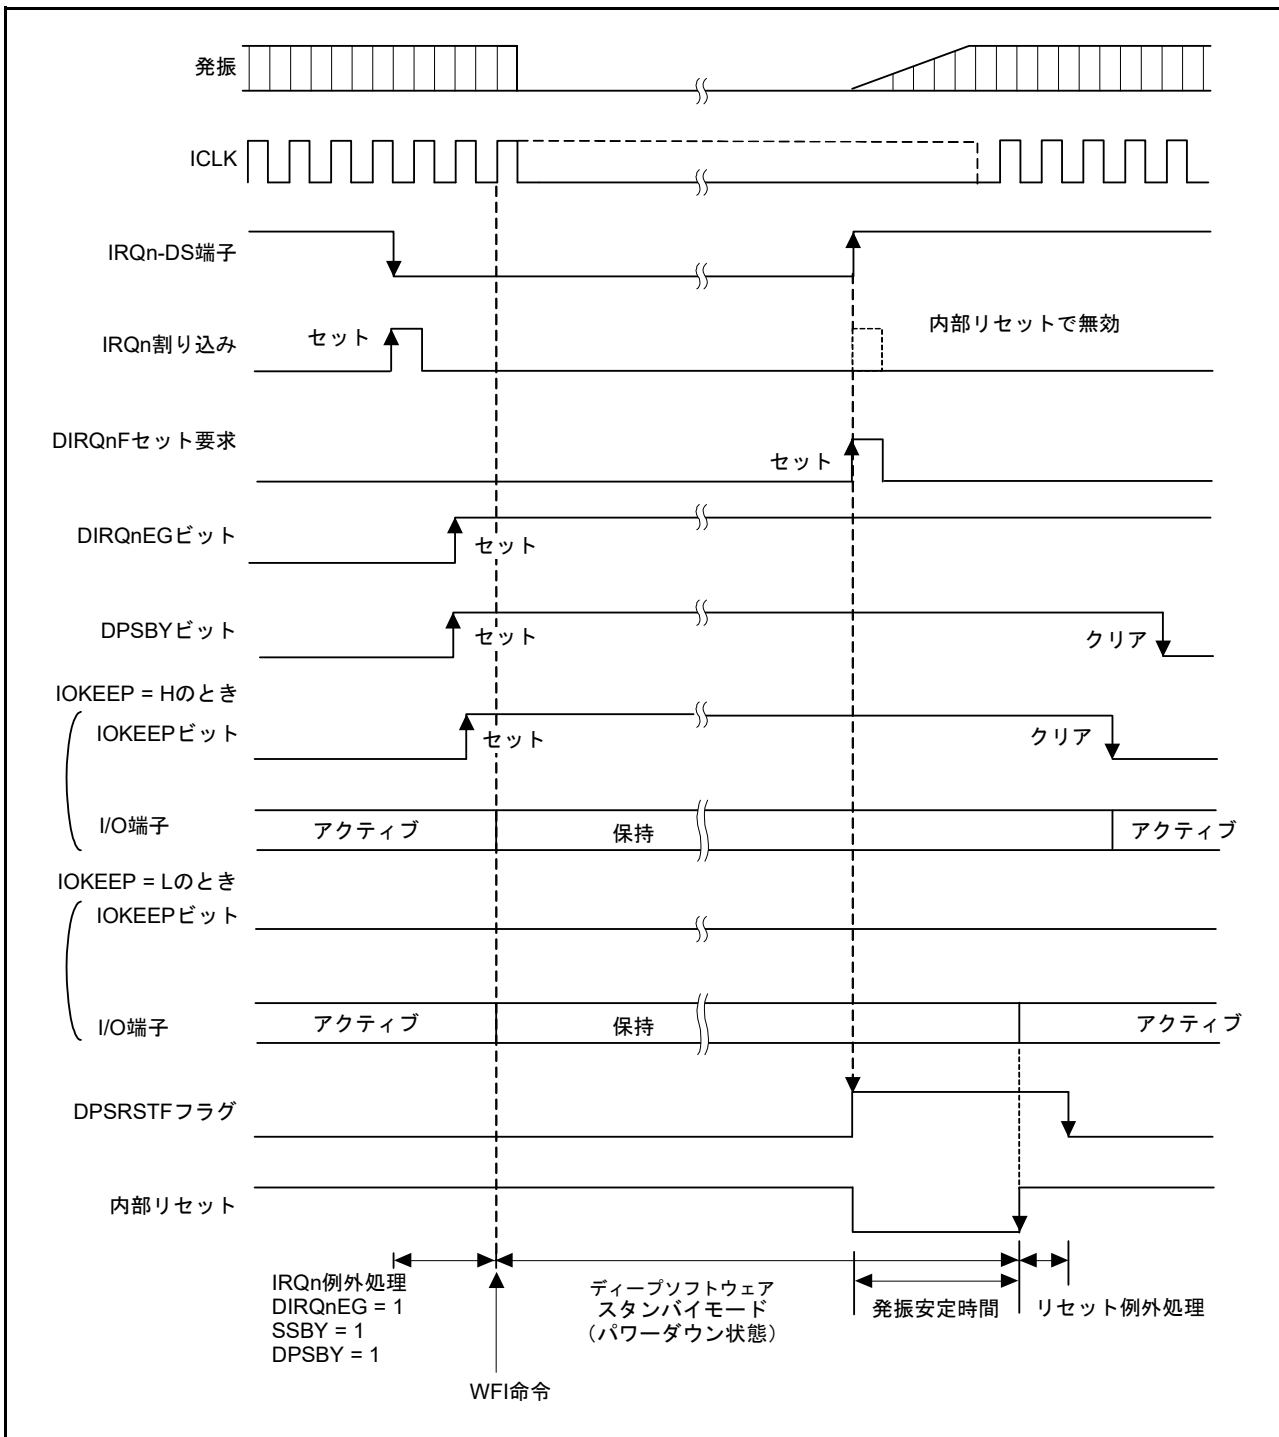 発振
ICLK
IRQn-DS端子
IRQn割り込み
セット
内部リセットで無効
DIRQnFセット要求
セット
DIRQnEGビット
セット
DPSBYビット
セット
クリア
IOKEEP = Hのとき
IOKEEPビット
セット
クリア
I/O端子
アクティブ
保持
アクティブ
IOKEEP = Lのとき
IOKEEPビット
I/O端子
アクティブ
保持
アクティブ
DPSRSTFフラグ
内部リセット
IRQn例外処理
DIRQnEG = 1
SSBY = 1
DPSBY = 1
ディープソフトウェア
スタンバイモード
（パワーダウン状態）
発振安定時間
リセット例外処理
WFI命令